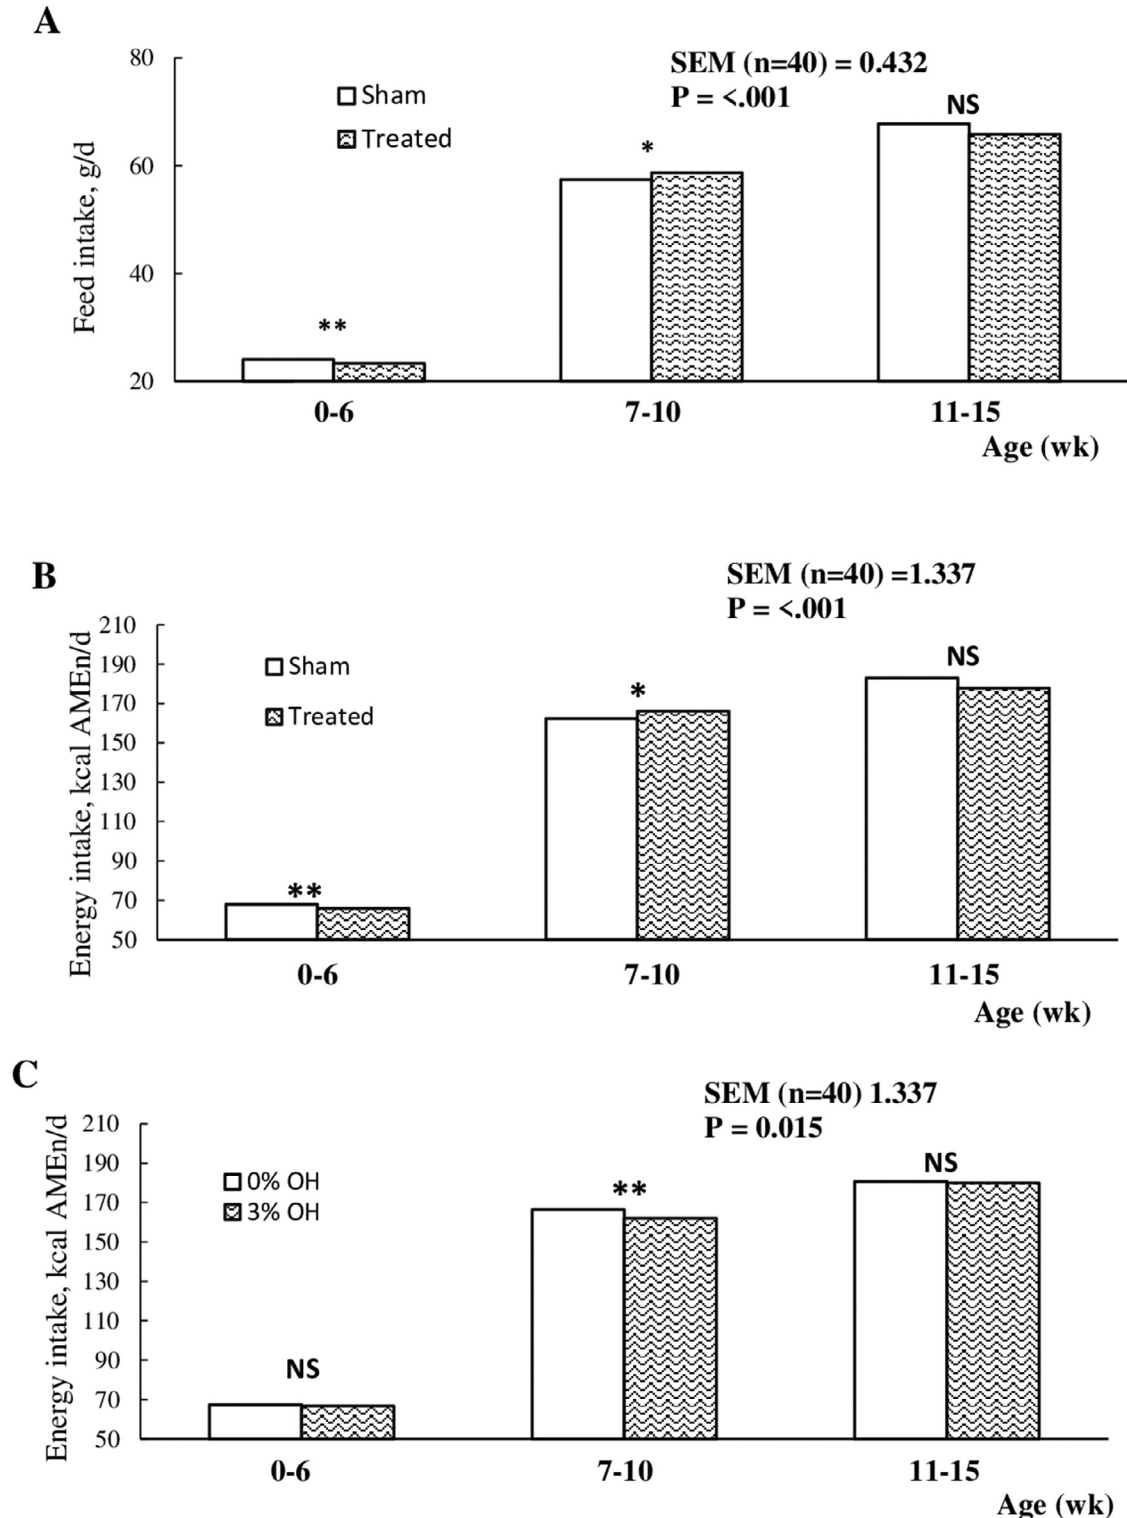 A
80
60
40
20
Feed intake, g/d
Sham
Treated
SEM (n=40) = 0.432
P = <.001
**
*
NS
0-6
7-10
11-15
Age (wk)
B
210
190
170
150
130
110
90
70
50
Energy intake, kcal AMEn/d
Sham
Treated
SEM (n=40) =1.337
P = <.001
**
*
NS
0-6
7-10
11-15
Age (wk)
C
210
190
170
150
130
110
90
70
50
Energy intake, kcal AMEn/d
0% OH
3% OH
SEM (n=40) 1.337
P = 0.015
NS
**
NS
0-6
7-10
11-15
Age (wk)